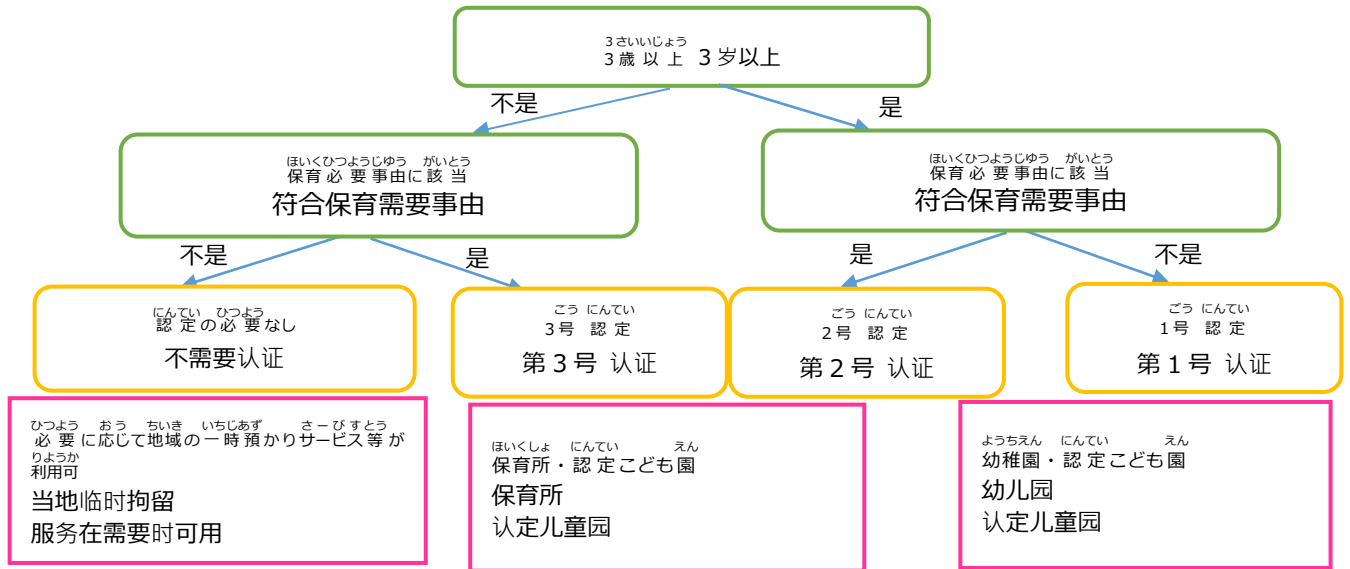 3さいいじょう
3歳以上 3岁以上
不是
是
ほいくひつようじゆう がいとう
保育必要事由に該当
符合保育需要事由
ほいくひつようじゆう がいとう
保育必要事由に該当
符合保育需要事由
不是
是
是
不是
にんてい ひつよう
認定の必要なし
不需要认证
ごう にんてい
3号 認定
第3号 认证
ごう にんてい
2号 認定
第2号 认证
ごう にんてい
1号 認定
第1号 认证
ひつよう おう ちいき いちじあず さーびすとう
必要に応じて地域の一時預かりサービス等が
りようか
利用可
当地临时拘留
服务在需要时可用
ほいくしょ にんてい えん
保育所・認定こども園
保育所
认定儿童园
ようちえん にんてい えん
幼稚園・認定こども園
幼儿园
认定儿童园